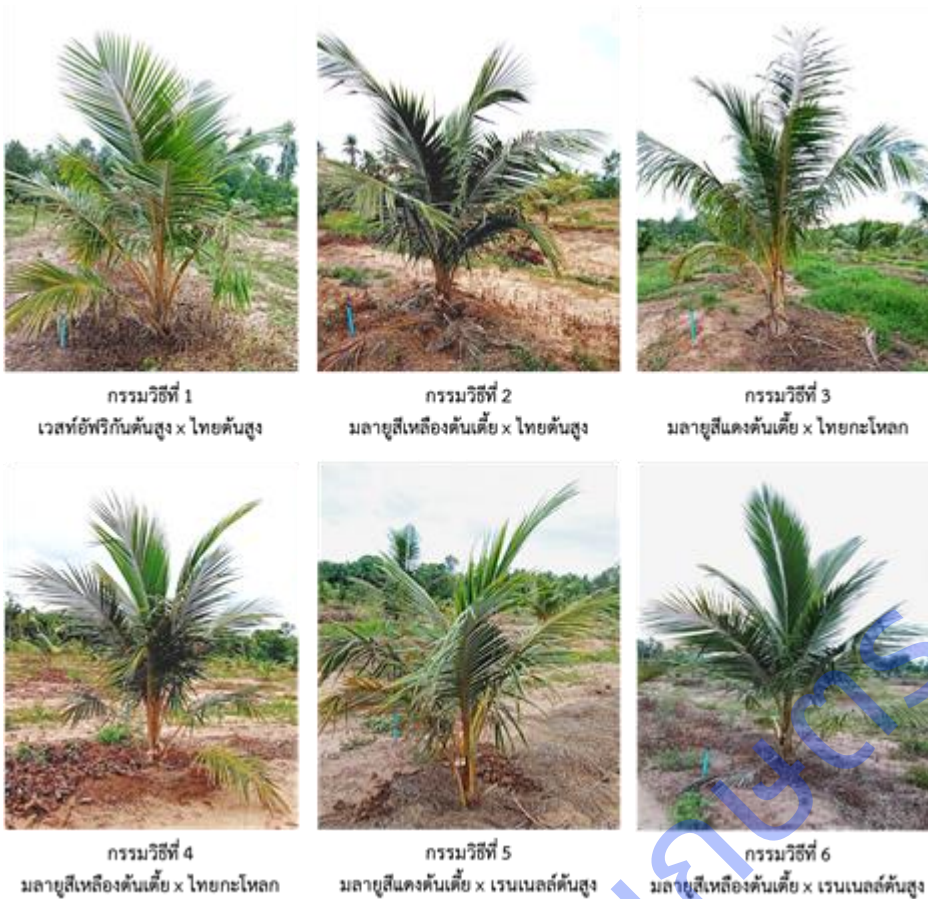 กรรมวิธีที่ 1
เวสท์อัฟริกันต้นสูง x ไทยต้นสูง
กรรมวิธีที่ 2
มลายูสีเหลืองต้นเตี้ย x ไทยต้นสูง
กรรมวิธีที่ 3
มลายูสีแดงต้นเตี้ย x ไทยกะโหลก
กรรมวิธีที่ 4
มลายูสีเหลืองต้นเตี้ย x ไทยกะโหลก
กรรมวิธีที่ 5
มลายูสีแดงต้นเตี้ย x เรนเนลล์ต้นสูง
กรรมวิธีที่ 6
มลายูสีเหลืองต้นเตี้ย x เรนเนลล์ต้นสูง